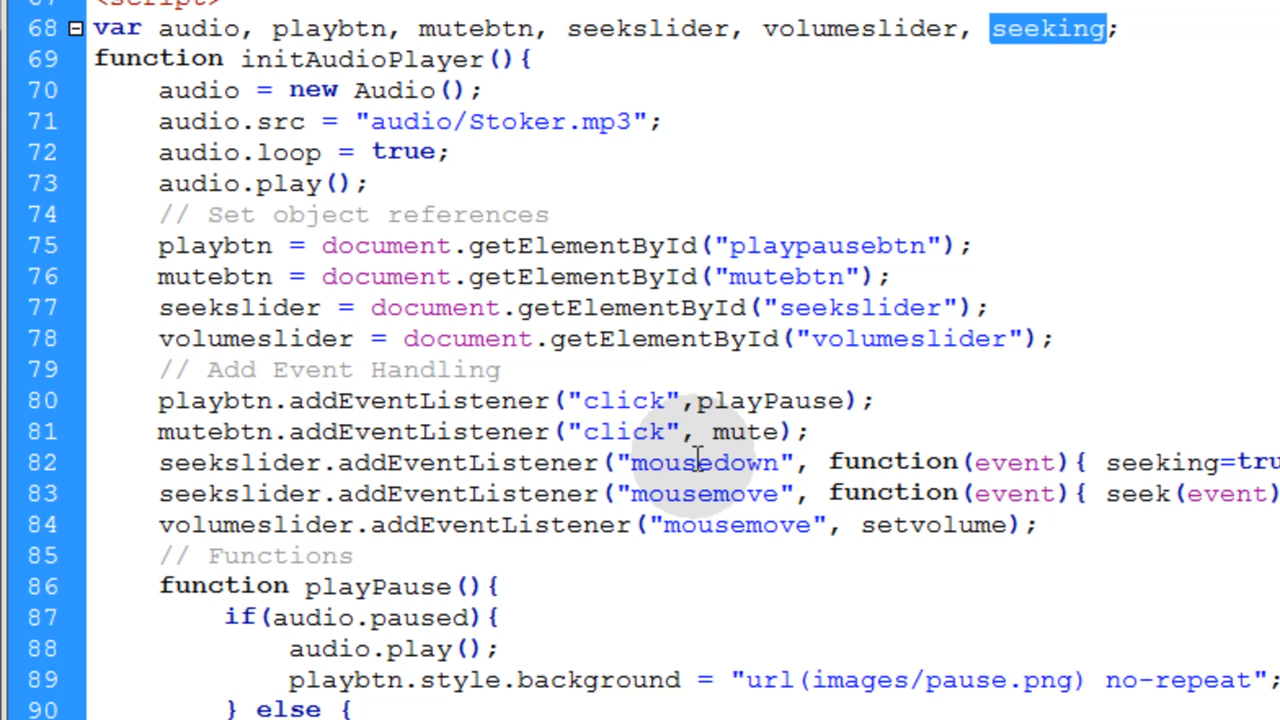 67 <script>
68 var audio, playbtn, mutebtn, seekslider, volumeslider, seeking;
69 function initAudioPlayer(){
70 audio = new Audio();
71 audio.src = "audio/Stoker.mp3";
72 audio.loop = true;
73 audio.play();
74 // Set object references
75 playbtn = document.getElementById("playpausebtn");
76 mutebtn = document.getElementById("mutebtn");
77 seekslider = document.getElementById("seekslider");
78 volumeslider = document.getElementById("volumeslider");
79 // Add Event Handling
80 playbtn.addEventListener("click",playPause);
81 mutebtn.addEventListener("click", mute);
82 seekslider.addEventListener("mousedown", function(event){ seeking=tru
83 seekslider.addEventListener("mousemove", function(event){ seek(event)
84 volumeslider.addEventListener("mousemove", setvolume);
85 // Functions
86 function playPause(){
87 if(audio.paused){
88 audio.play();
89 playbtn.style.background = "url(images/pause.png) no-repeat";
90 } else {